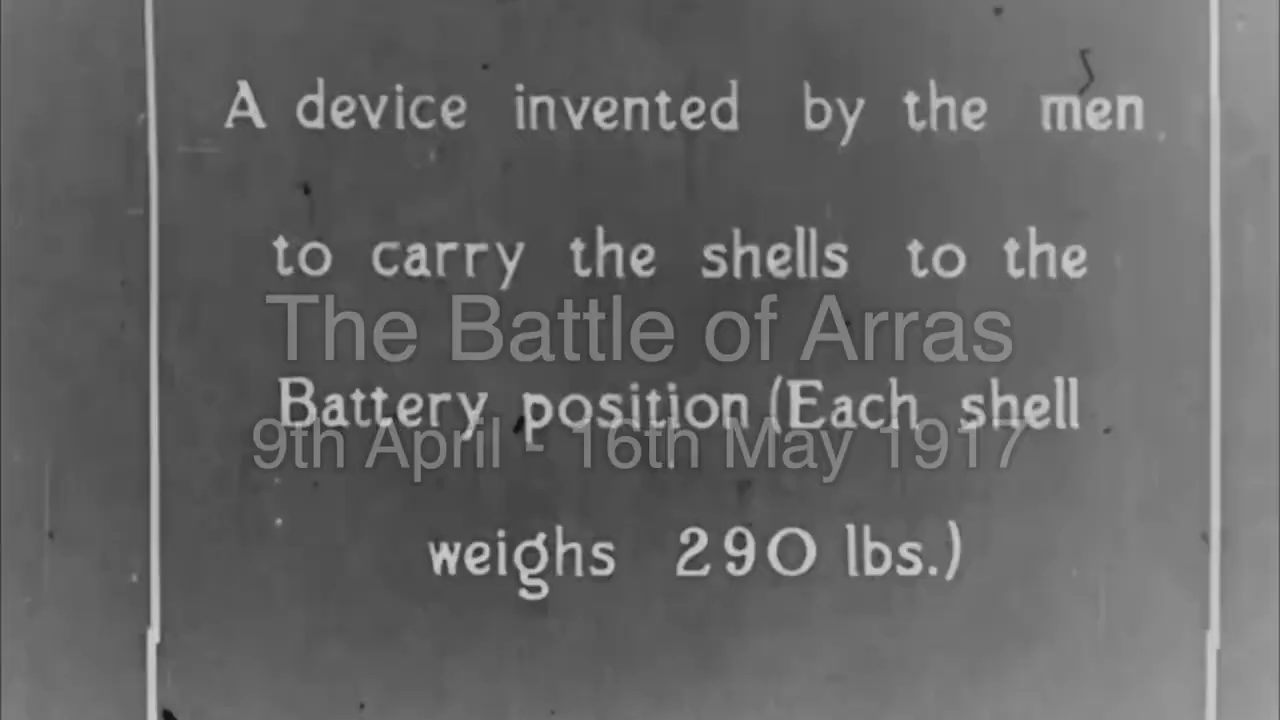 A device invented by the men
to carry the shells to the
The Battle of Arras
Battery position (Each shell
9th April - 16th May 1917
weighs 290 lbs.)